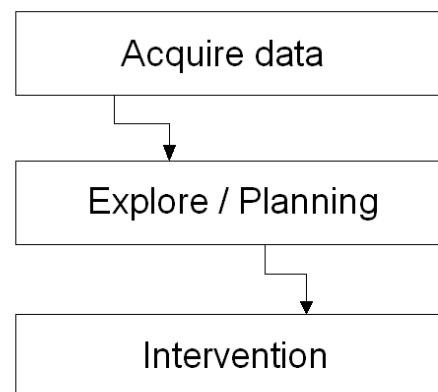 Acquire data
Explore / Planning
Intervention